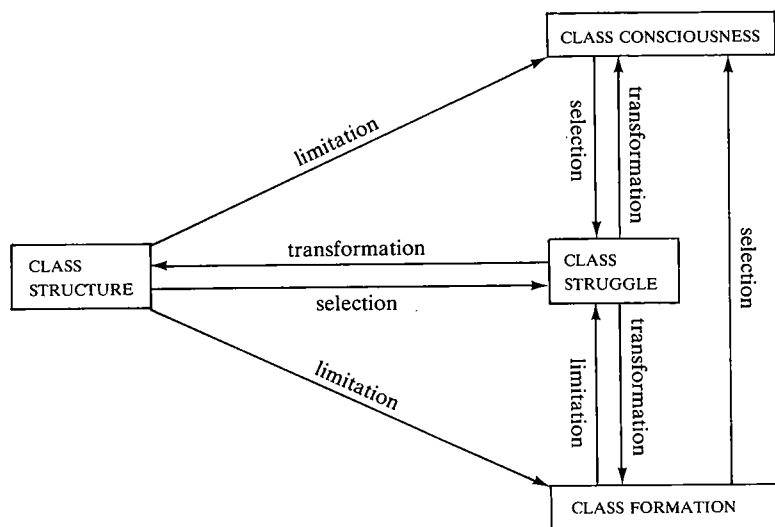 CLASS CONSCIOUSNESS
limitation
selection
transformation
transformation
CLASS
STRUCTURE
CLASS
STRUGGLE
selection
selection
limitation
limitation
transformation
CLASS FORMATION